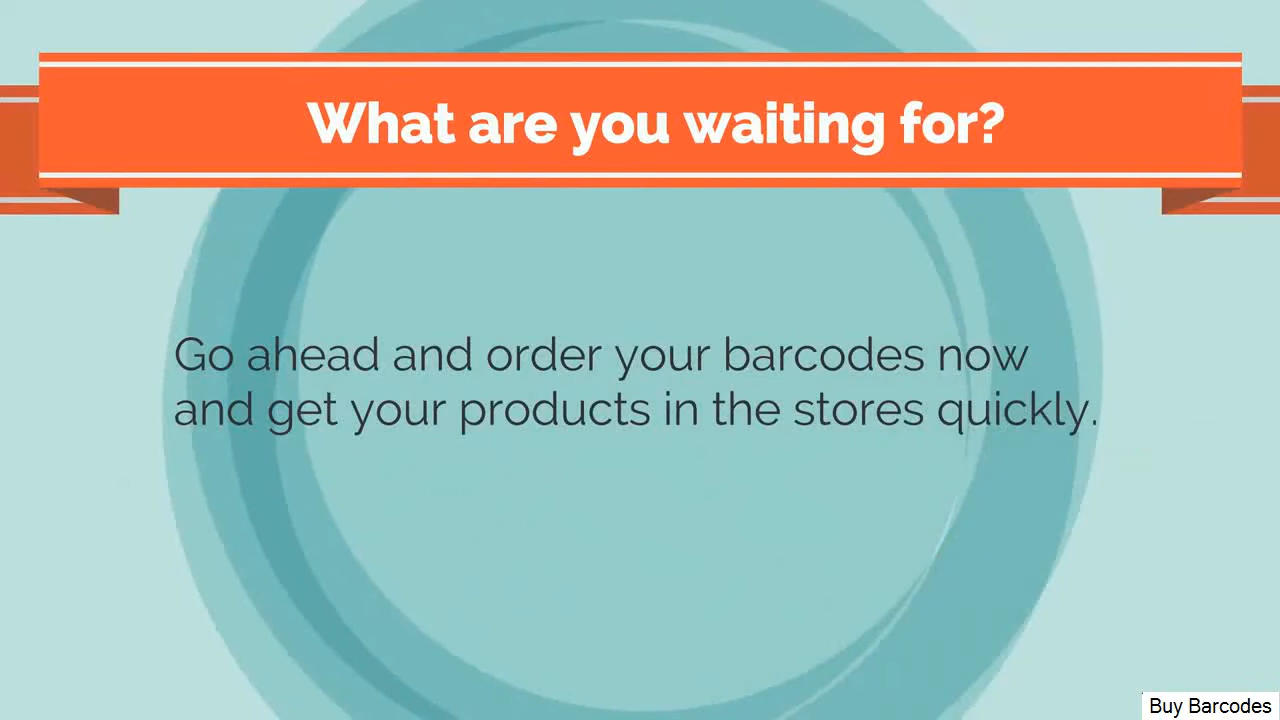 What are you waiting for?
Go ahead and order your barcodes now
and get your products in the stores quickly.
Buy Barcodes